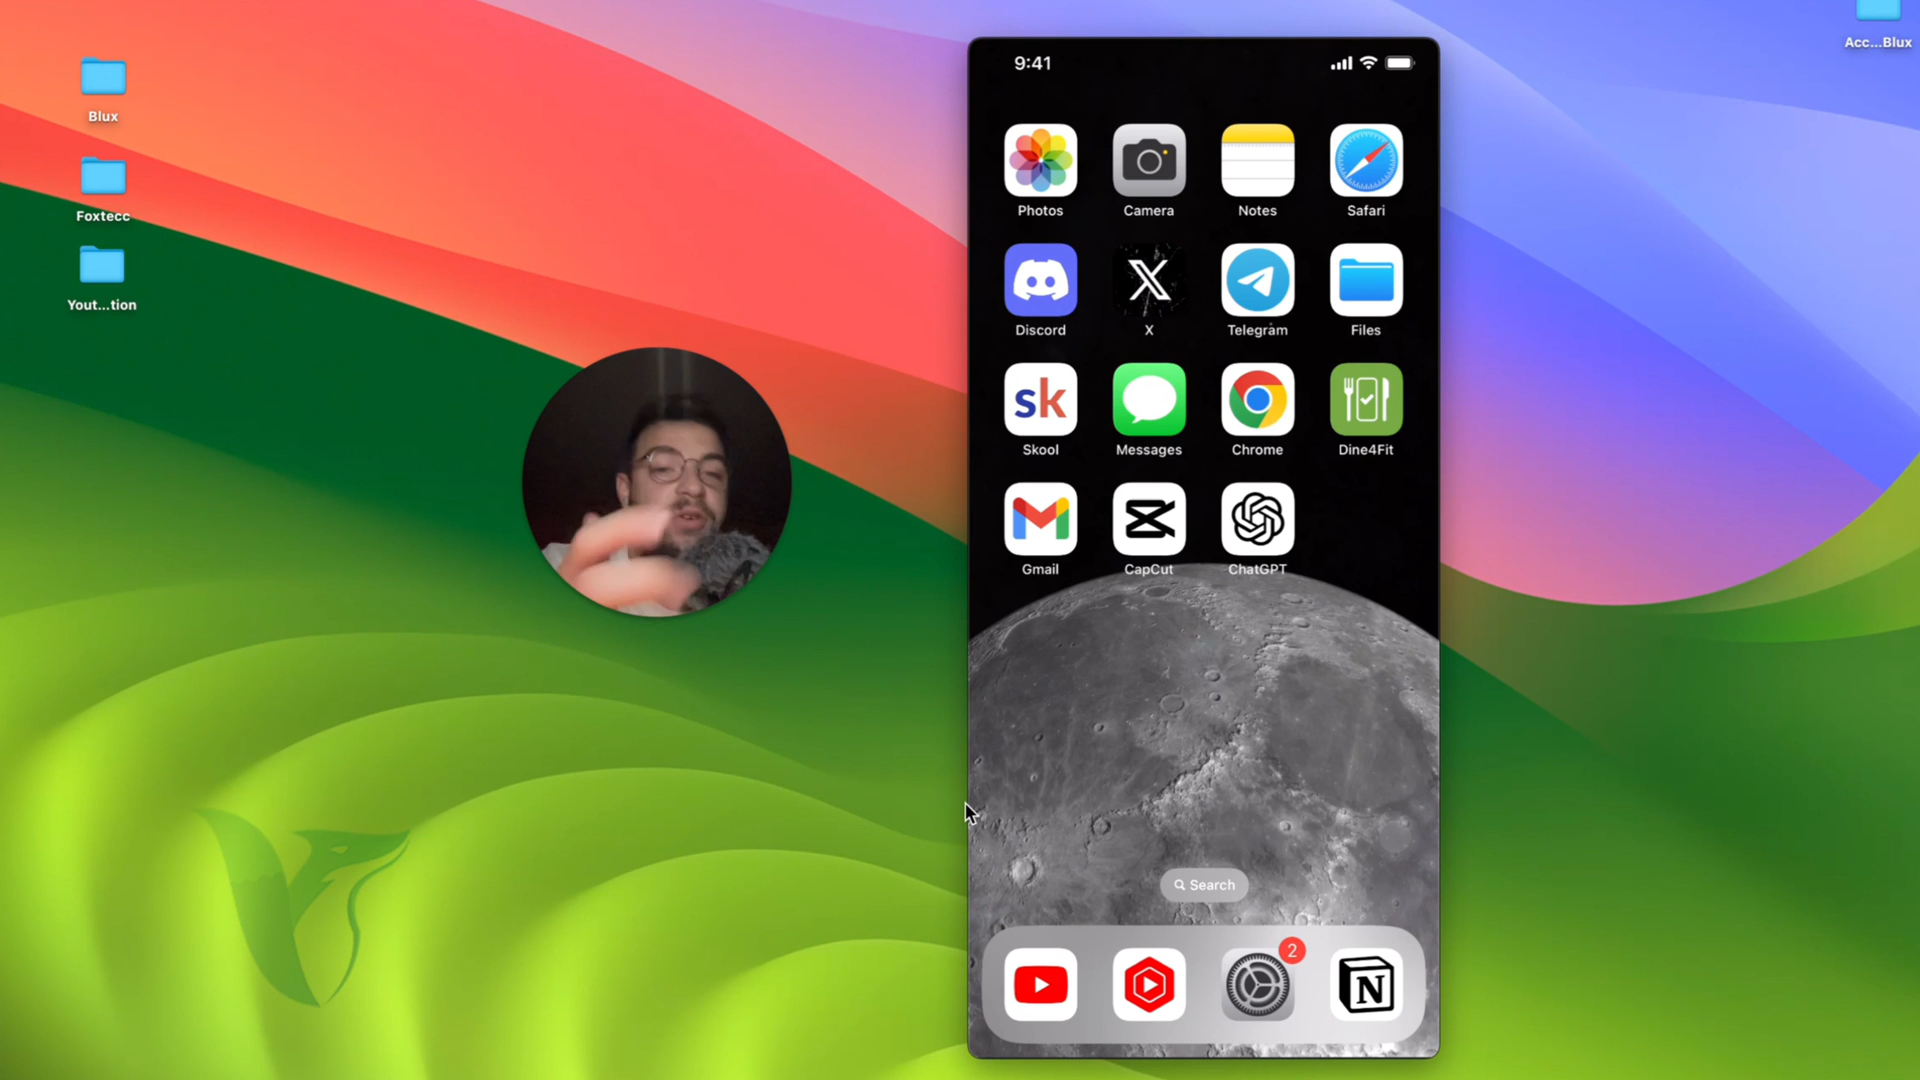 Acc...Blux
Blux
Foxtecc
Yout...tion
9:41
Photos
Camera
Notes
Safari
Discord
X
Telegram
Files
sk
Skool
Messages
Chrome
Dine4Fit
Gmail
CapCut
ChatGPT
Search
2
N